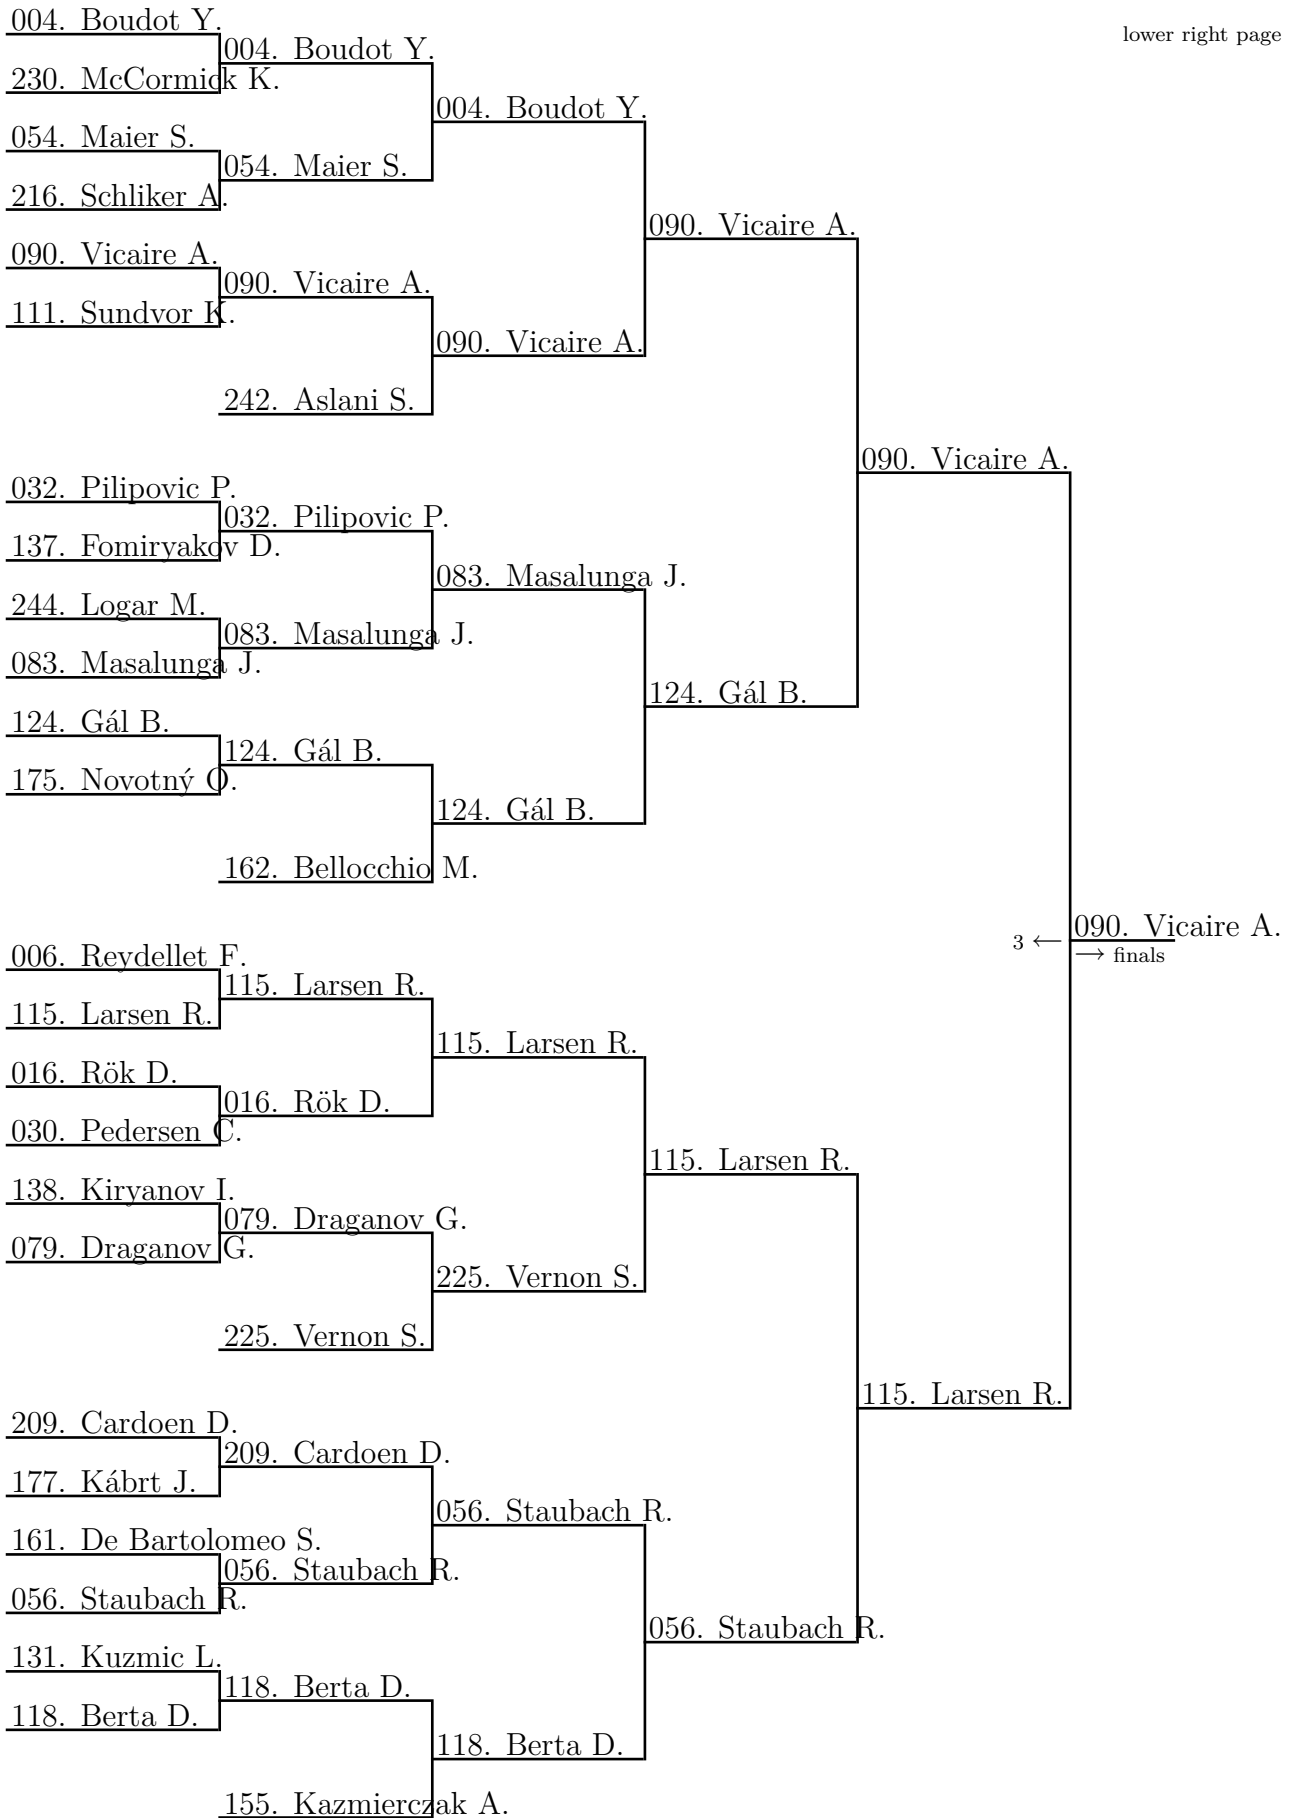 004. Boudot Y.
lower right page
004. Boudot Y.
230. McCormick K.
004. Boudot Y.
054. Maier S.
054. Maier S.
216. Schliker A.
090. Vicaire A.
090. Vicaire A.
090. Vicaire A.
111. Sundvor K.
090. Vicaire A.
242. Aslani S.
090. Vicaire A.
032. Pilipovic P.
032. Pilipovic P.
137. Fomiryakov D.
083. Masalunga J.
244. Logar M.
083. Masalunga J.
083. Masalunga J.
124. Gál B.
124. Gál B.
124. Gál B.
175. Novotný O.
124. Gál B.
162. Bellocchio M.
090. Vicaire A.
3 ←
→ finals
006. Reydellet F.
115. Larsen R.
115. Larsen R.
115. Larsen R.
016. Rök D.
016. Rök D.
030. Pedersen C.
115. Larsen R.
138. Kiryanov I.
079. Draganov G.
079. Draganov G.
225. Vernon S.
225. Vernon S.
115. Larsen R.
209. Cardoen D.
209. Cardoen D.
177. Kábrt J.
056. Staubach R.
161. De Bartolomeo S.
056. Staubach R.
056. Staubach R.
056. Staubach R.
131. Kuzmic L.
118. Berta D.
118. Berta D.
118. Berta D.
155. Kazmierczak A.